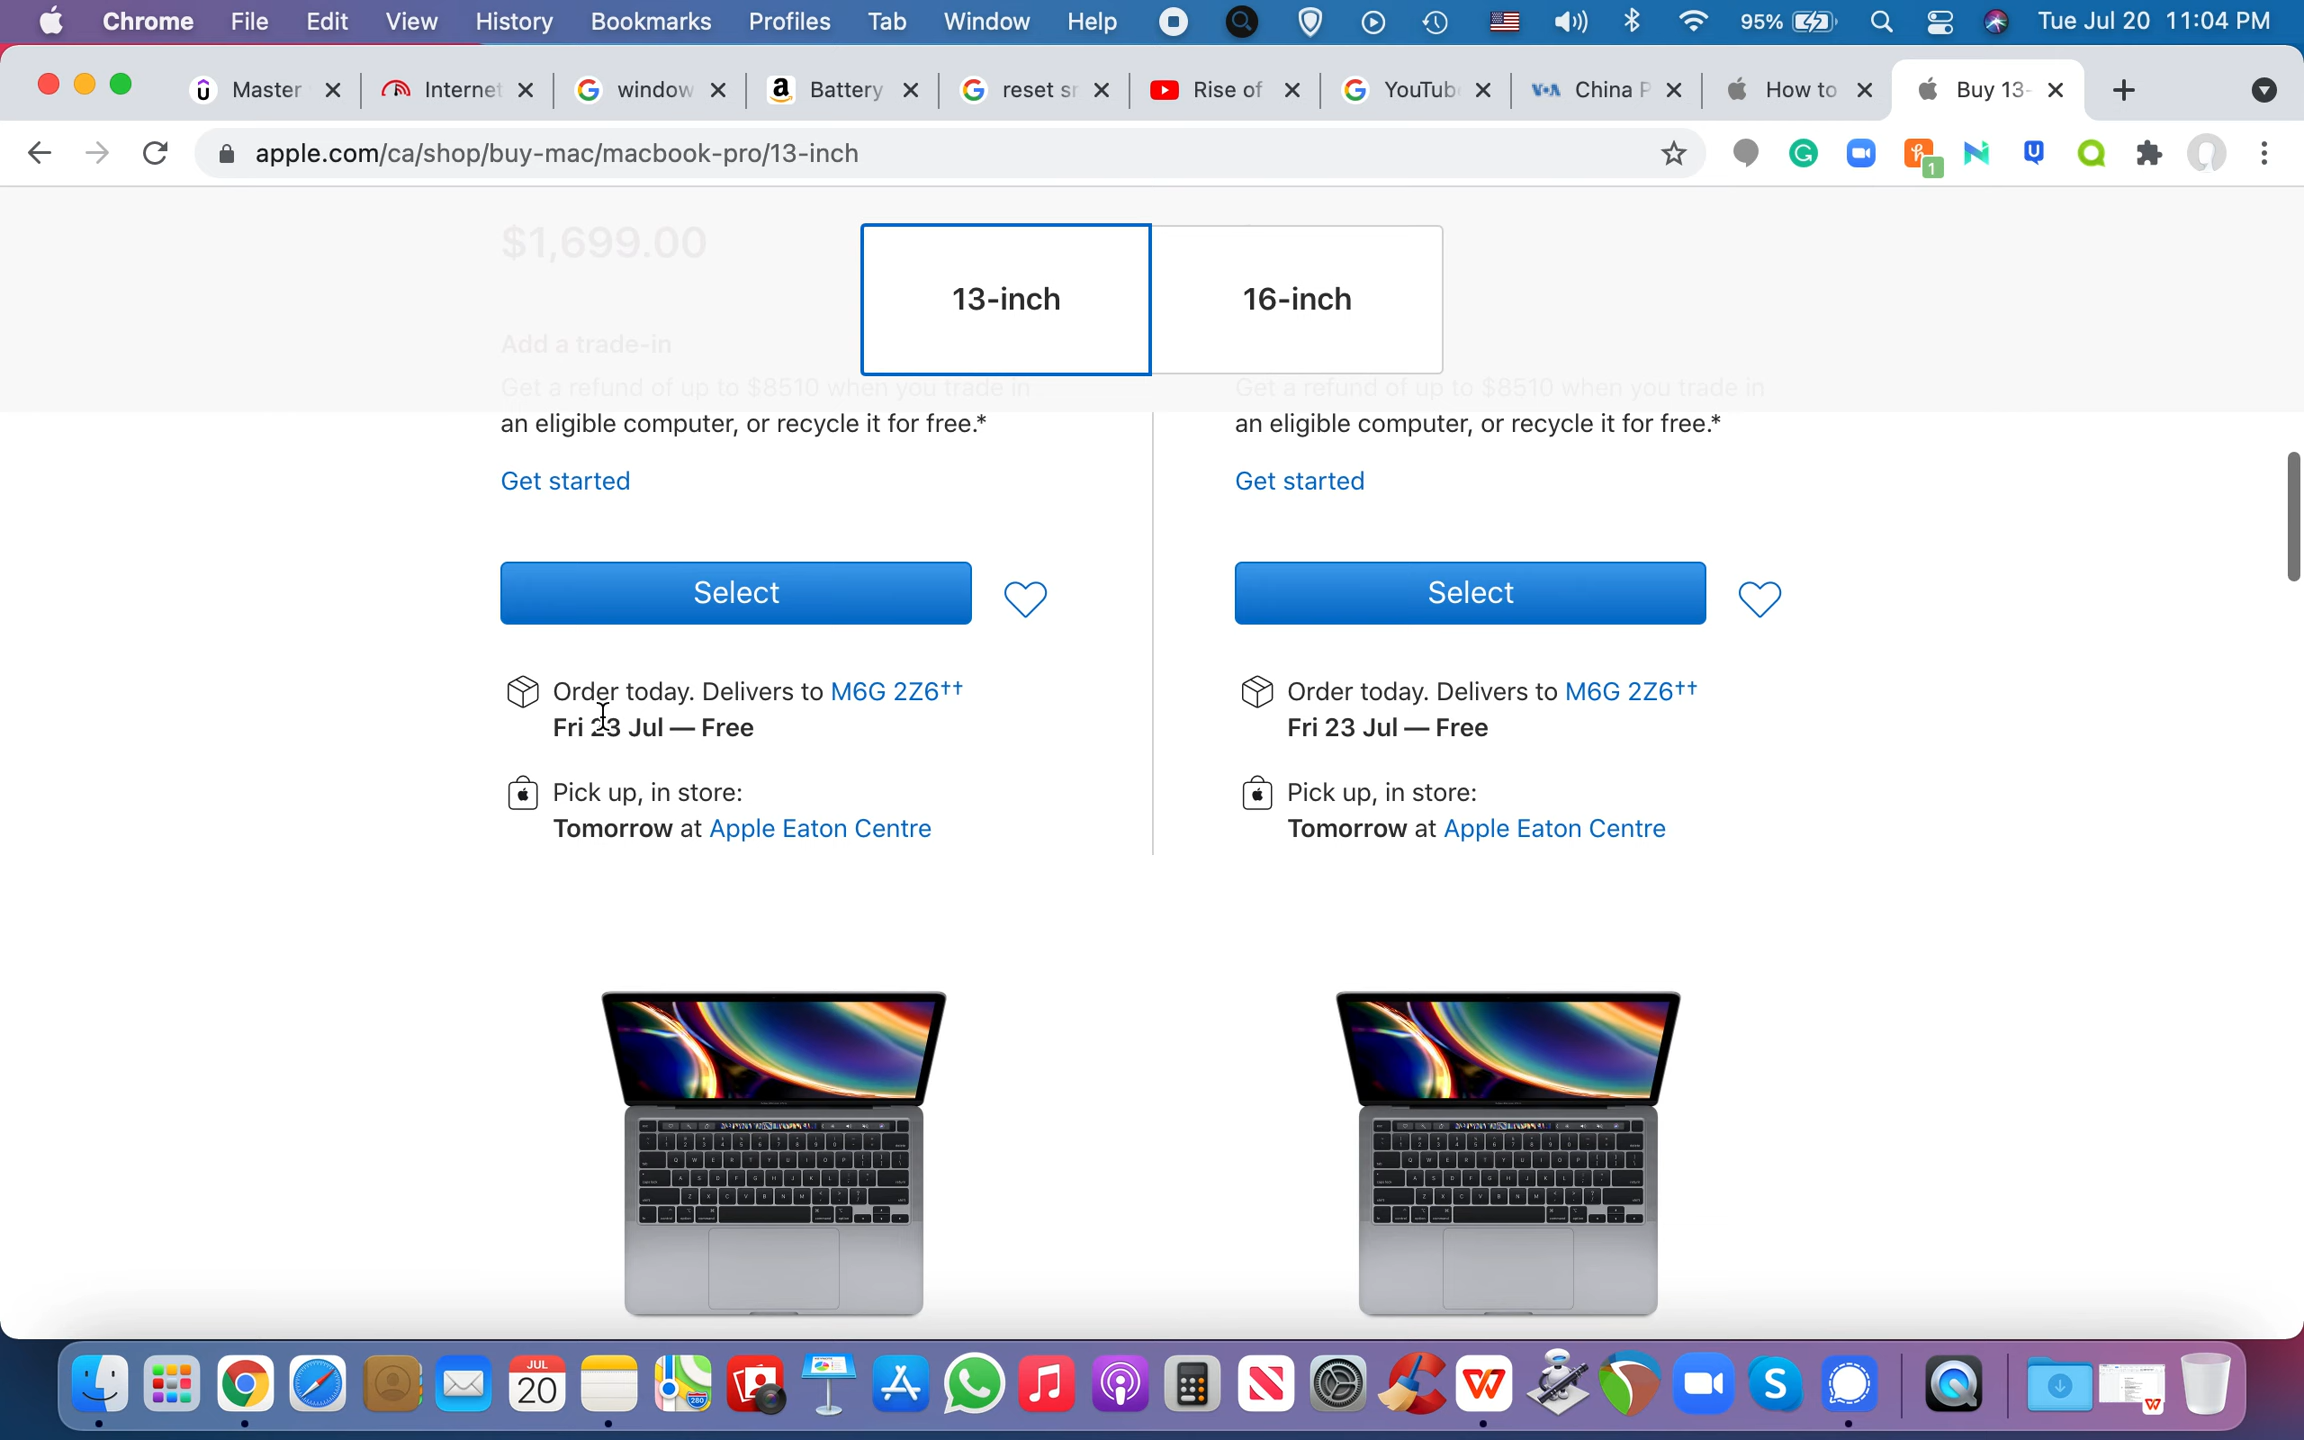 Chrome File Edit View History Bookmarks Profiles Tab Window Help 95% Tue Jul 20 11:04 PM
Master Internet window Battery reset sr Rise of YouTub China P How to Buy 13-
apple.com/ca/shop/buy-mac/macbook-pro/13-inch
1
$1,699.00
13-inch 16-inch
Add a trade-in
Get a refund of up to $8510 when you trade in
an eligible computer, or recycle it for free.*
Get started
Select
Order today. Delivers to M6G 2Z6††
Fri 23 Jul — Free
Pick up, in store:
Tomorrow at Apple Eaton Centre
Get a refund of up to $8510 when you trade in
an eligible computer, or recycle it for free.*
Get started
Select
Order today. Delivers to M6G 2Z6††
Fri 23 Jul — Free
Pick up, in store:
Tomorrow at Apple Eaton Centre
JUL
20
280